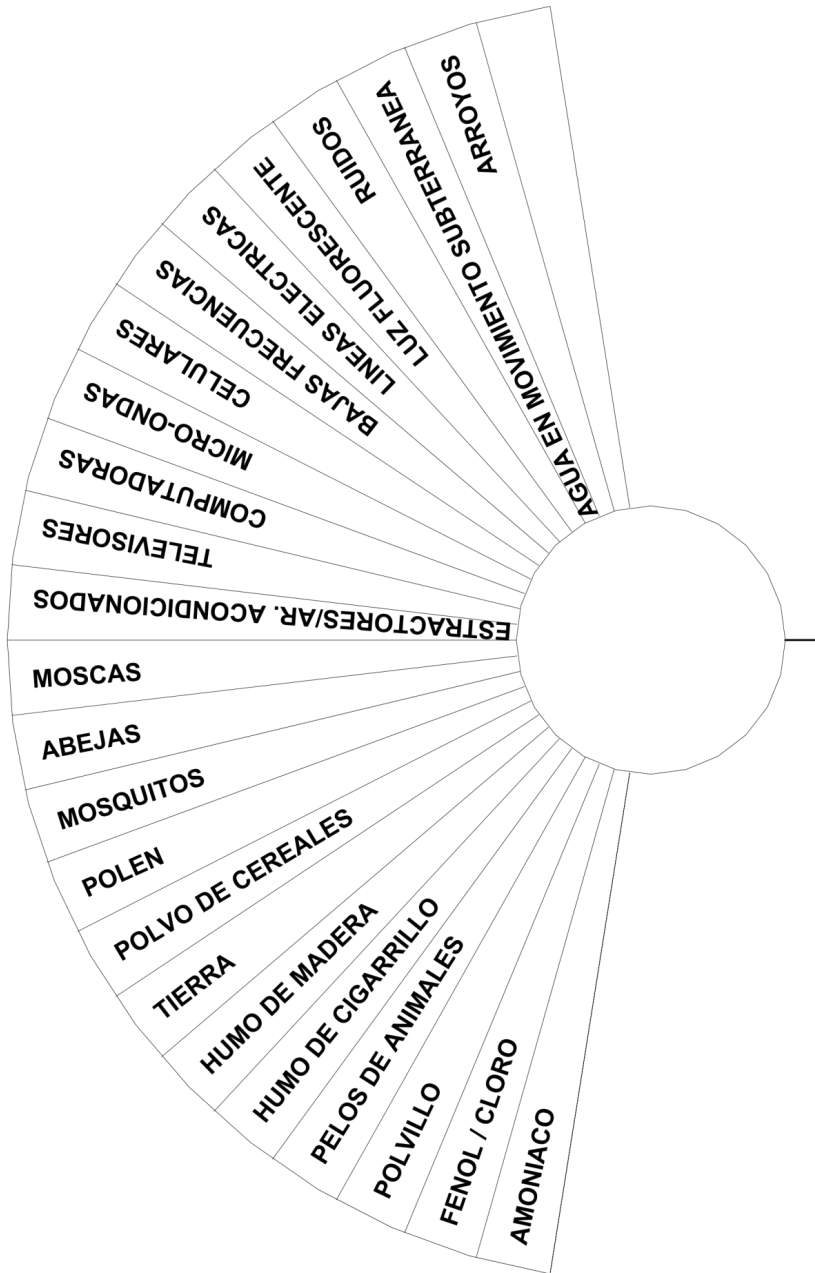 ARROYOS
AGUA EN MOVIMIENTO SUBTERRANEA
RUIDOS
LUZ FLUORESCENTE
LINEAS ELECTRICAS
BAJAS FRECUENCIAS
CELULARES
MICRO-ONDAS
COMPUTADORAS
TELEVISORES
ESTRACTORES/AR. ACONDICIONADOS
MOSCAS
ABEJAS
MOSQUITOS
POLEN
POLVO DE CEREALES
TIERRA
HUMO DE MADERA
HUMO DE CIGARRILLO
PELOS DE ANIMALES
POLVILLO
FENOL / CLORO
AMONIACO